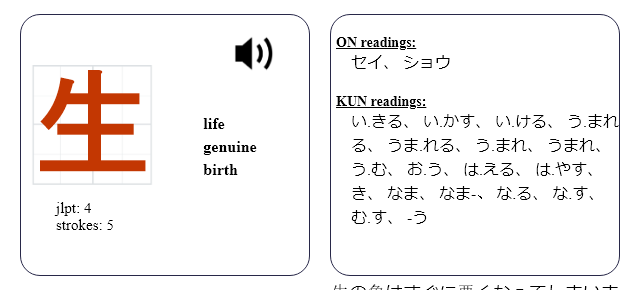 生
life
genuine
birth
jlpt: 4
strokes: 5
ON readings:
セイ、 ショウ
KUN readings:
い.きる、 い.かす、 い.ける、 う.まれ
る、 うま.れる、 う.まれ、 うまれ、
う.む、 お.う、 は.える、 は.やす、
き、 なま、 なま-、 な.る、 な.す、
む.す、 -う